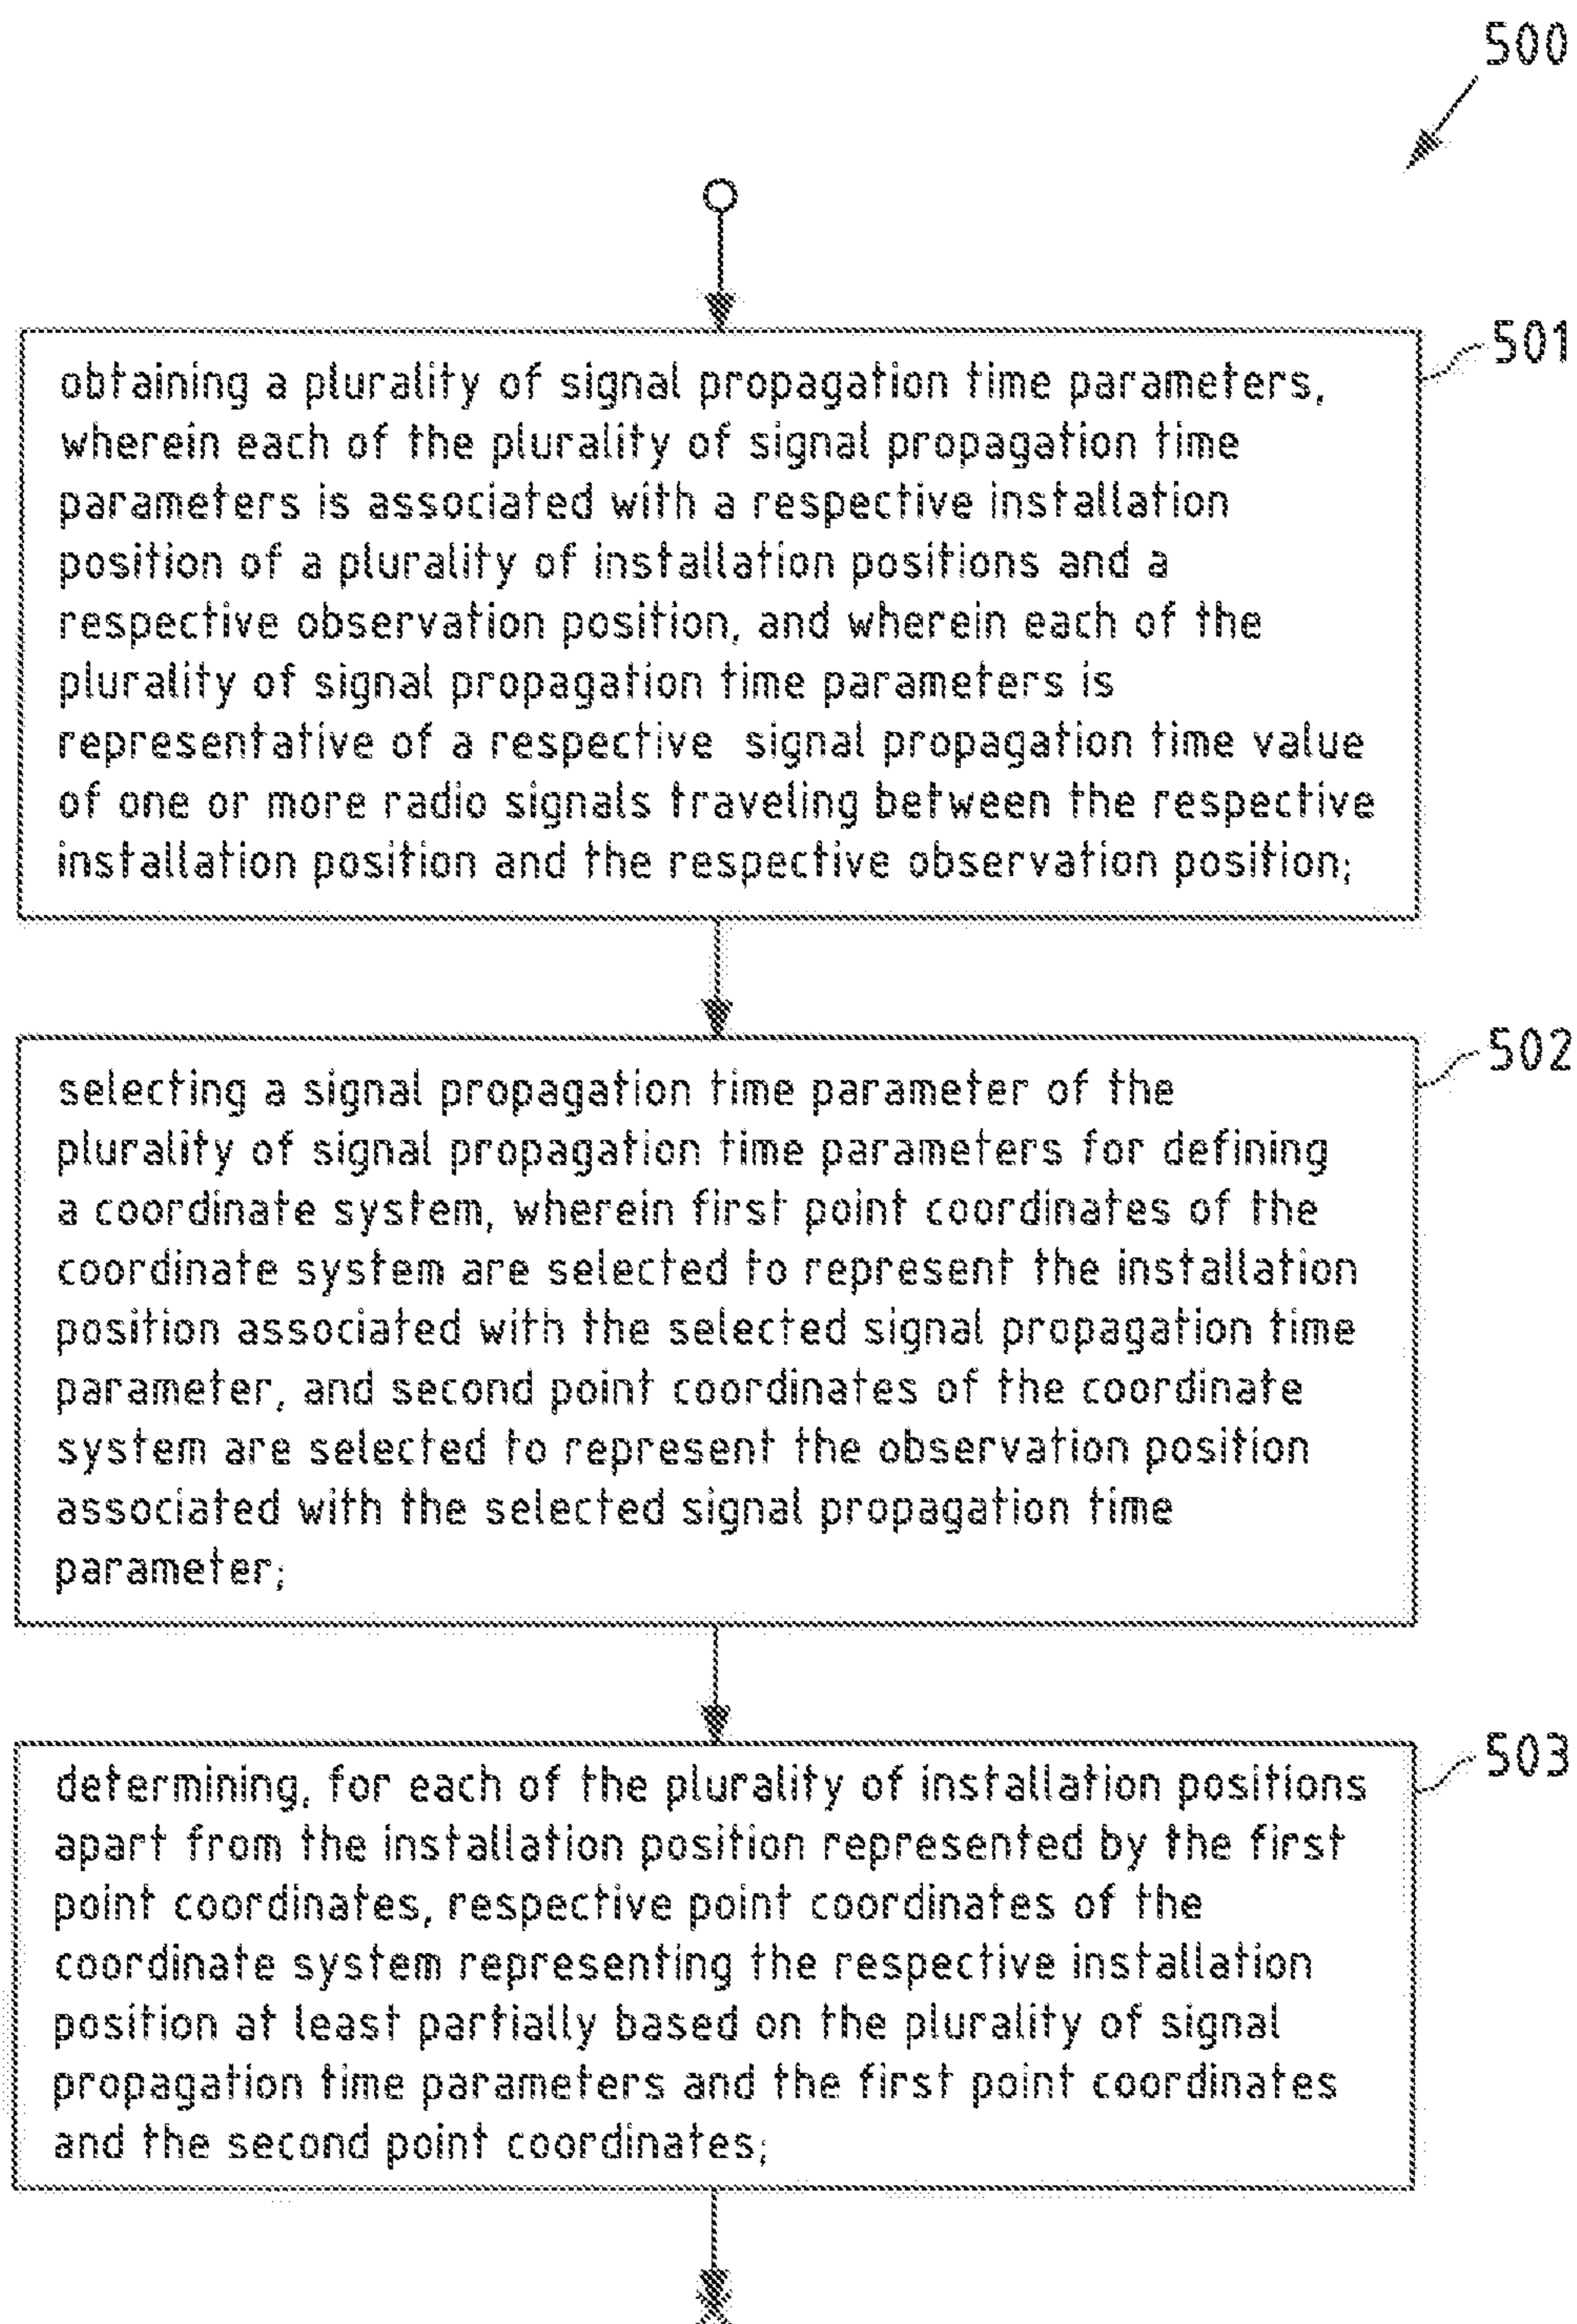 500
501
obtaining a plurality of signal propagation time parameters,
wherein each of the plurality of signal propagation time
parameters is associated with a respective installation
position of a plurality of installation positions and a
respective observation position, and wherein each of the
plurality of signal propagation time parameters is
representative of a respective signal propagation time value
of one or more radio signals traveling between the respective
installation position and the respective observation position;
502
selecting a signal propagation time parameter of the
plurality of signal propagation time parameters for defining
a coordinate system, wherein first point coordinates of the
coordinate system are selected to represent the installation
position associated with the selected signal propagation time
parameter, and second point coordinates of the coordinate
system are selected to represent the observation position
associated with the selected signal propagation time
parameter;
503
determining, for each of the plurality of installation positions
apart from the installation position represented by the first
point coordinates, respective point coordinates of the
coordinate system representing the respective installation
position at least partially based on the plurality of signal
propagation time parameters and the first point coordinates
and the second point coordinates;